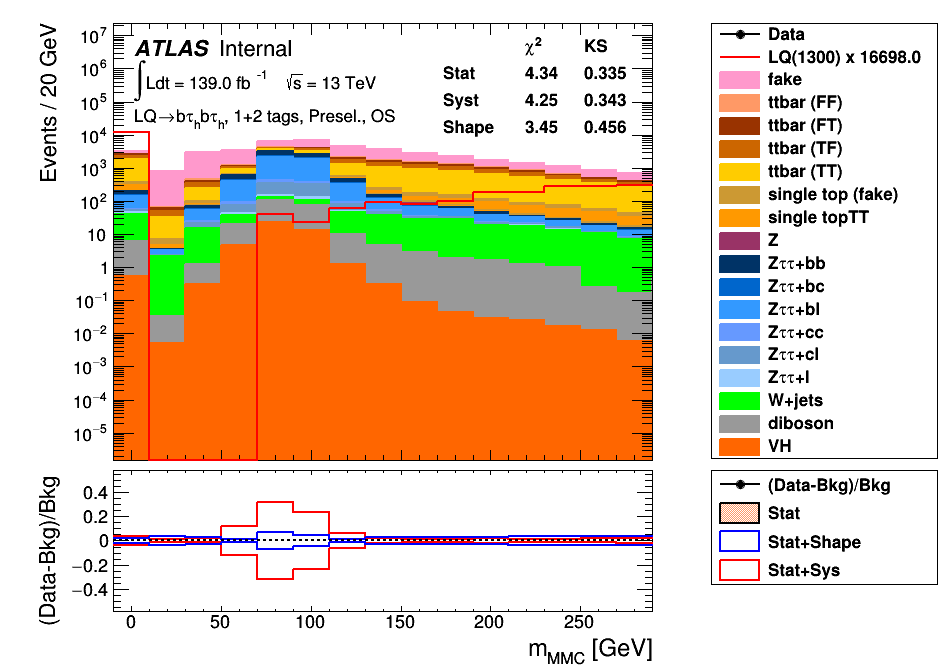 Events / 20 GeV
10⁷
10⁶
10⁵
10⁴
10³
10²
10
1
10⁻¹
10⁻²
10⁻³
10⁻⁴
10⁻⁵
ATLAS Internal
∫Ldt = 139.0 fb⁻¹ √s = 13 TeV
LQ→bτₕbτₕ, 1+2 tags, Presel., OS
χ² KS
Stat 4.34 0.335
Syst 4.25 0.343
Shape 3.45 0.456
Data
LQ(1300) x 16698.0
fake
ttbar (FF)
ttbar (FT)
ttbar (TF)
ttbar (TT)
single top (fake)
single topTT
Z
Zττ+bb
Zττ+bc
Zττ+bl
Zττ+cc
Zττ+cl
Zττ+l
W+jets
diboson
VH
(Data-Bkg)/Bkg
0.4
0.2
0
−0.2
−0.4
0 50 100 150 200 250
m_MMC [GeV]
(Data-Bkg)/Bkg
Stat
Stat+Shape
Stat+Sys